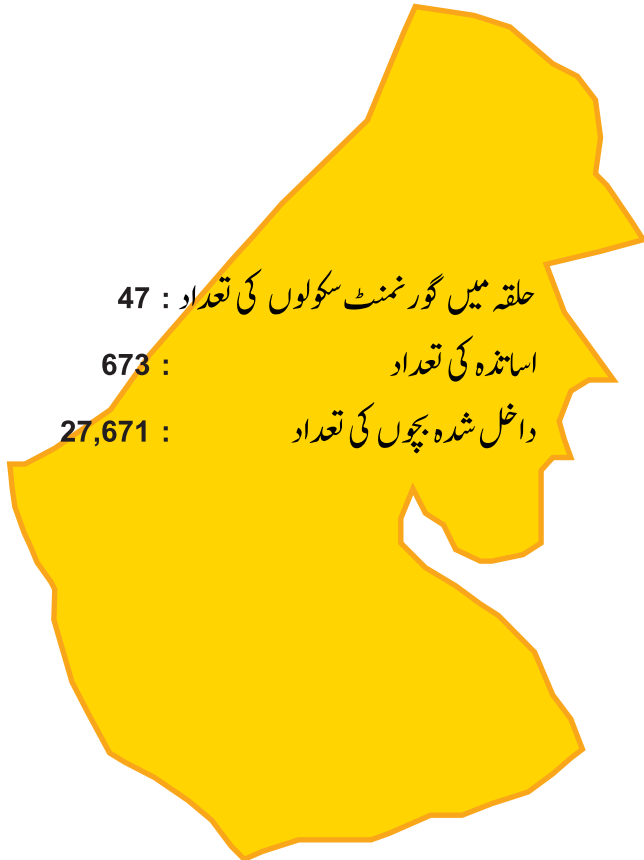 حلقہ میں گورنمنٹ سکولوں کی تعداد : 47
اساتذہ کی تعداد : 673
داخل شدہ بچوں کی تعداد : 27,671